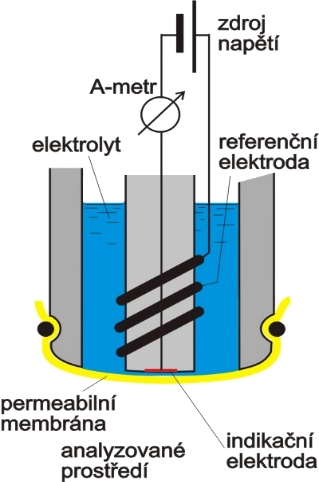 zdroj
napětí
A-metr
elektrolyt
referenční
elektroda
permeabilní
membrána
analyzované
prostředí
indikační
elektroda